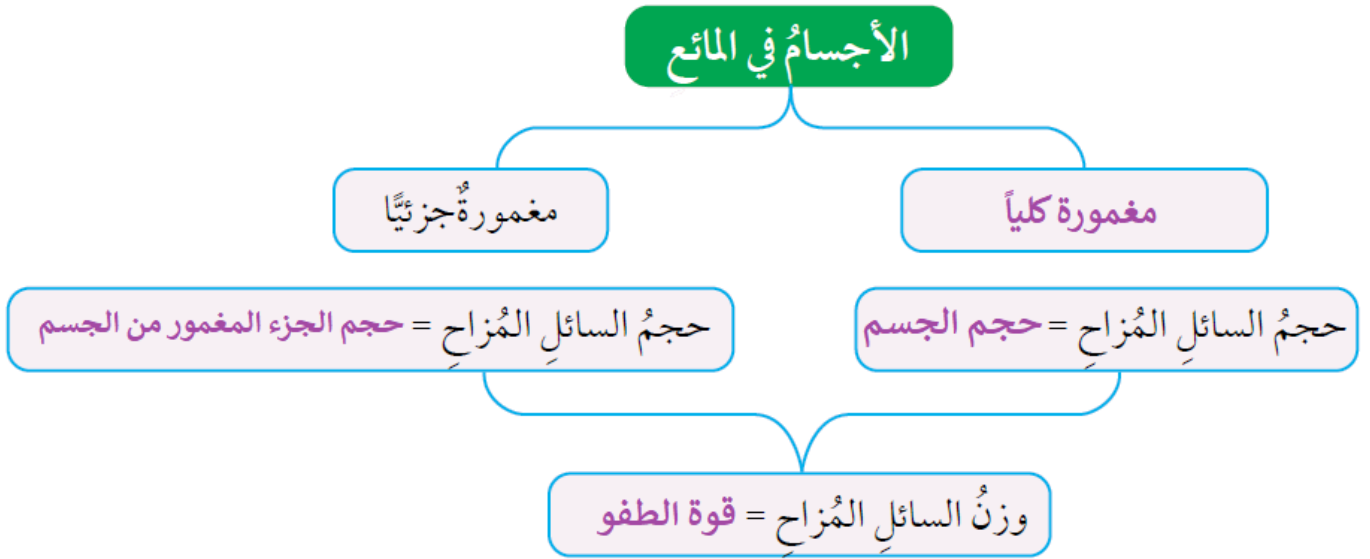 الأجسامُ في المائع
مغمورة كلياً
مغمورةٌ جزئيًّا
حجمُ السائلِ المُزاحِ = حجم الجسم
حجمُ السائلِ المُزاحِ = حجم الجزء المغمور من الجسم
وزنُ السائلِ المُزاحِ = قوة الطفو